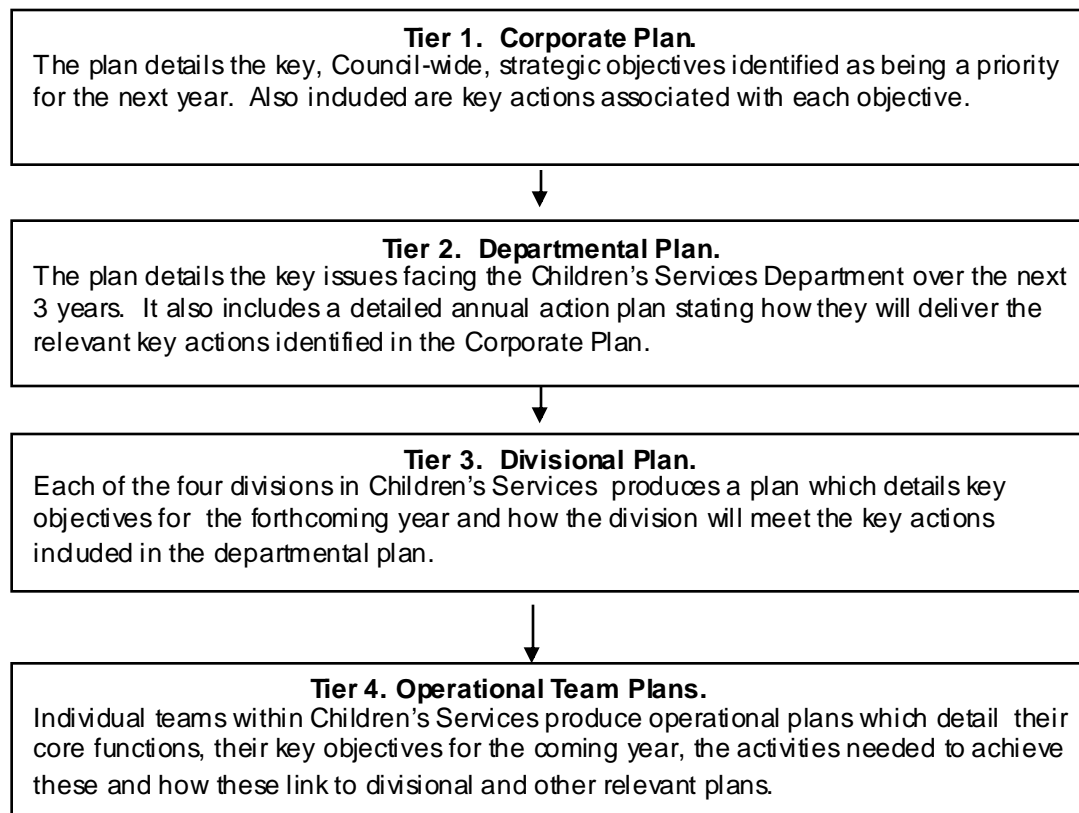 Tier 1.  Corporate Plan.
The plan details the key, Council-wide, strategic objectives identified as being a priority
for the next year.  Also included are key actions associated with each objective.
Tier 2.  Departmental Plan.
The plan details the key issues facing the Children’s Services Department over the next
3 years.  It also includes a detailed annual action plan stating how they will deliver the
relevant key actions identified in the Corporate Plan.
Tier 3.  Divisional Plan.
Each of the four divisions in Children’s Services  produces a plan which details key
objectives for  the forthcoming year and how the division will meet the key actions
included in the departmental plan.
Tier 4. Operational Team Plans.
Individual teams within Children’s Services produce operational plans which detail  their
core functions, their key objectives for the coming year, the activities needed to achieve
these and how these link to divisional and other relevant plans.